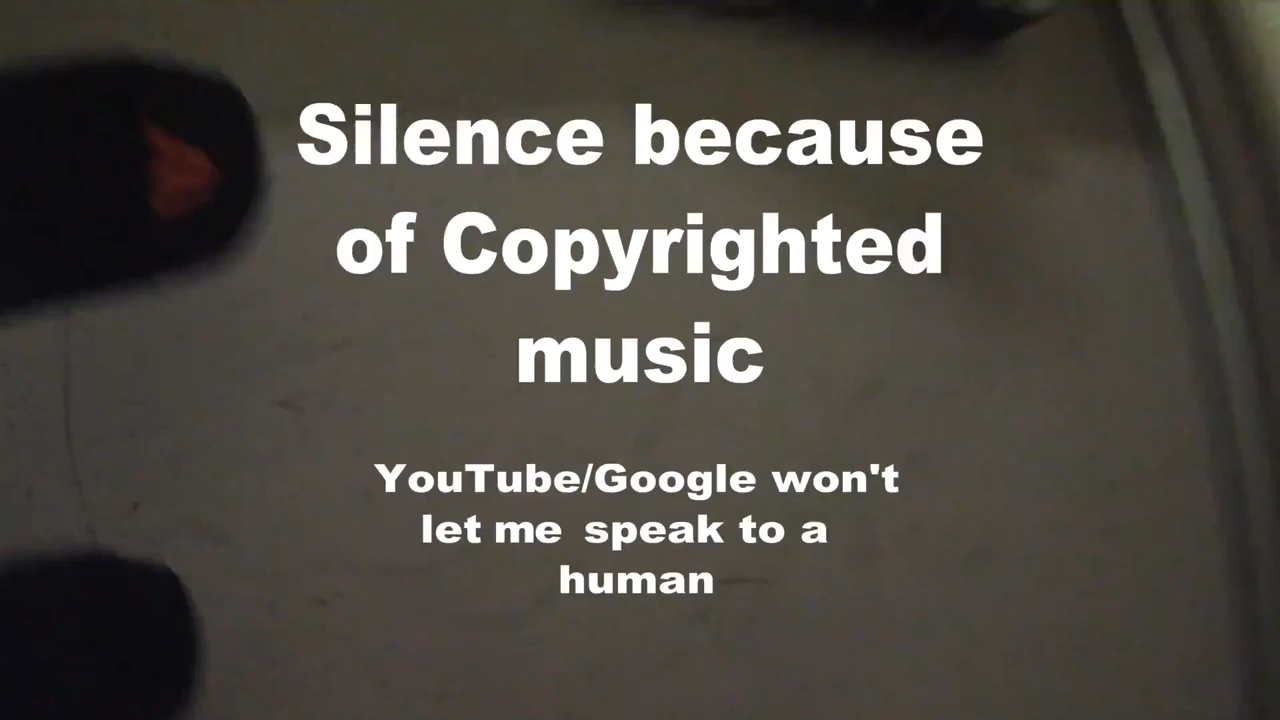 Silence because
of Copyrighted
music
YouTube/Google won't
let me speak to a
human